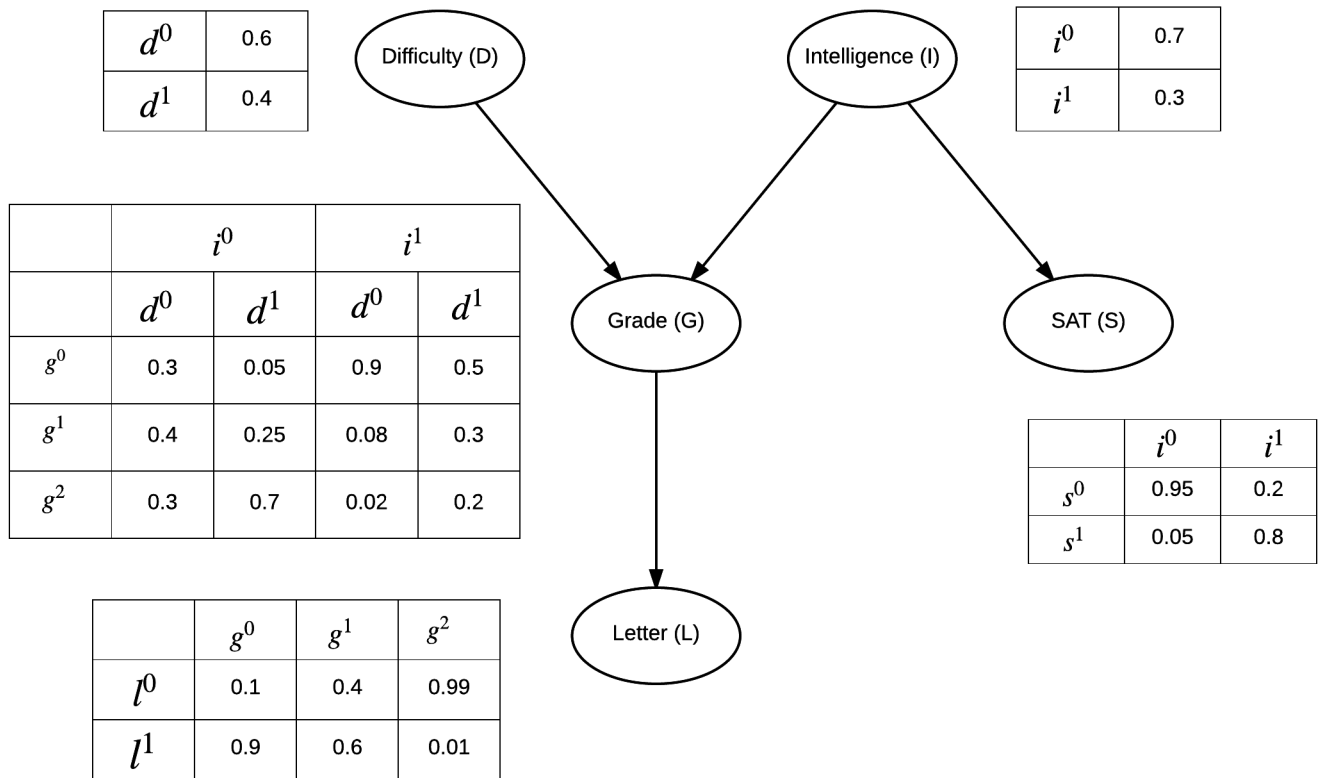 d⁰ 0.6
d¹ 0.4
Difficulty (D)
Intelligence (I)
i⁰ 0.7
i¹ 0.3
i⁰ i¹
d⁰ d¹ d⁰ d¹
g⁰ 0.3 0.05 0.9 0.5
g¹ 0.4 0.25 0.08 0.3
g² 0.3 0.7 0.02 0.2
Grade (G)
SAT (S)
i⁰ i¹
s⁰ 0.95 0.2
s¹ 0.05 0.8
g⁰ g¹ g²
l⁰ 0.1 0.4 0.99
l¹ 0.9 0.6 0.01
Letter (L)